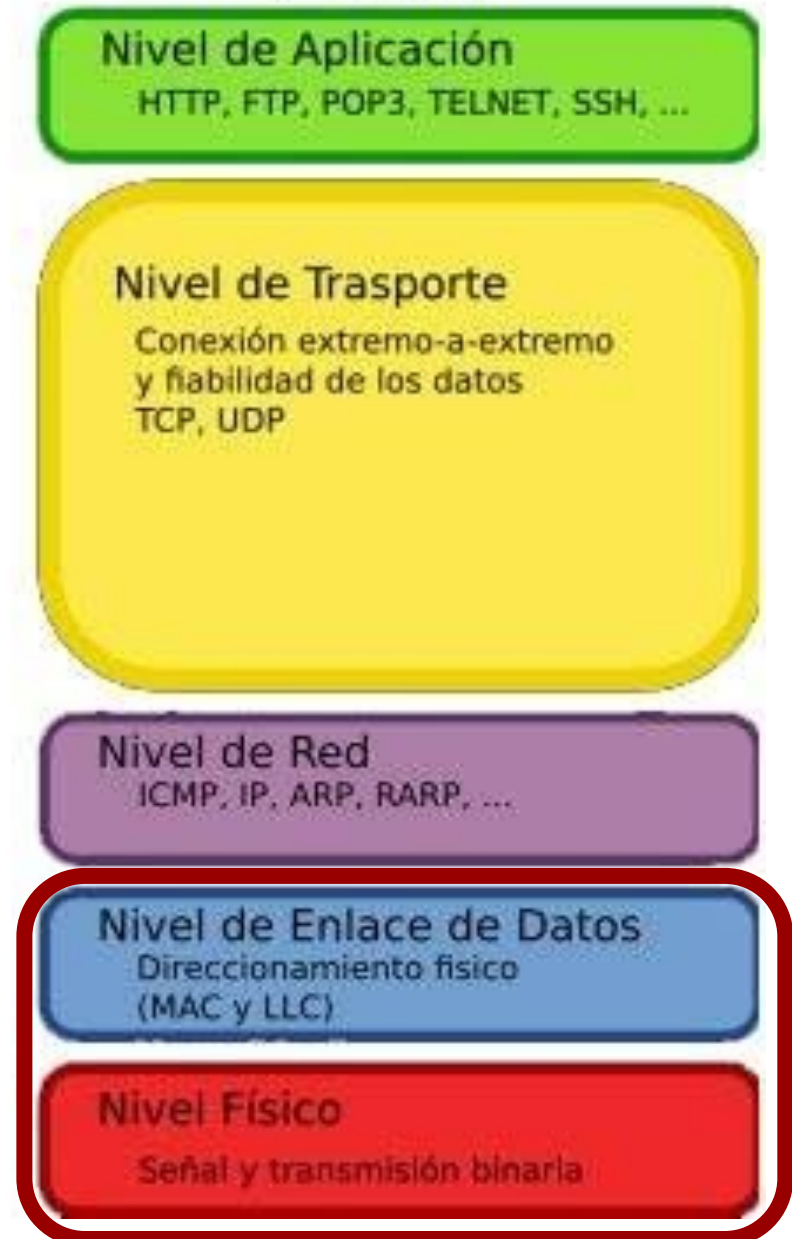 Nivel de Aplicación
HTTP, FTP, POP3, TELNET, SSH, ...
Nivel de Trasporte
Conexión extremo-a-extremo
y fiabilidad de los datos
TCP, UDP
Nivel de Red
ICMP, IP, ARP, RARP, ...
Nivel de Enlace de Datos
Direccionamiento fisico
(MAC y LLC)
Nivel Físico
Señal y transmisión binaria